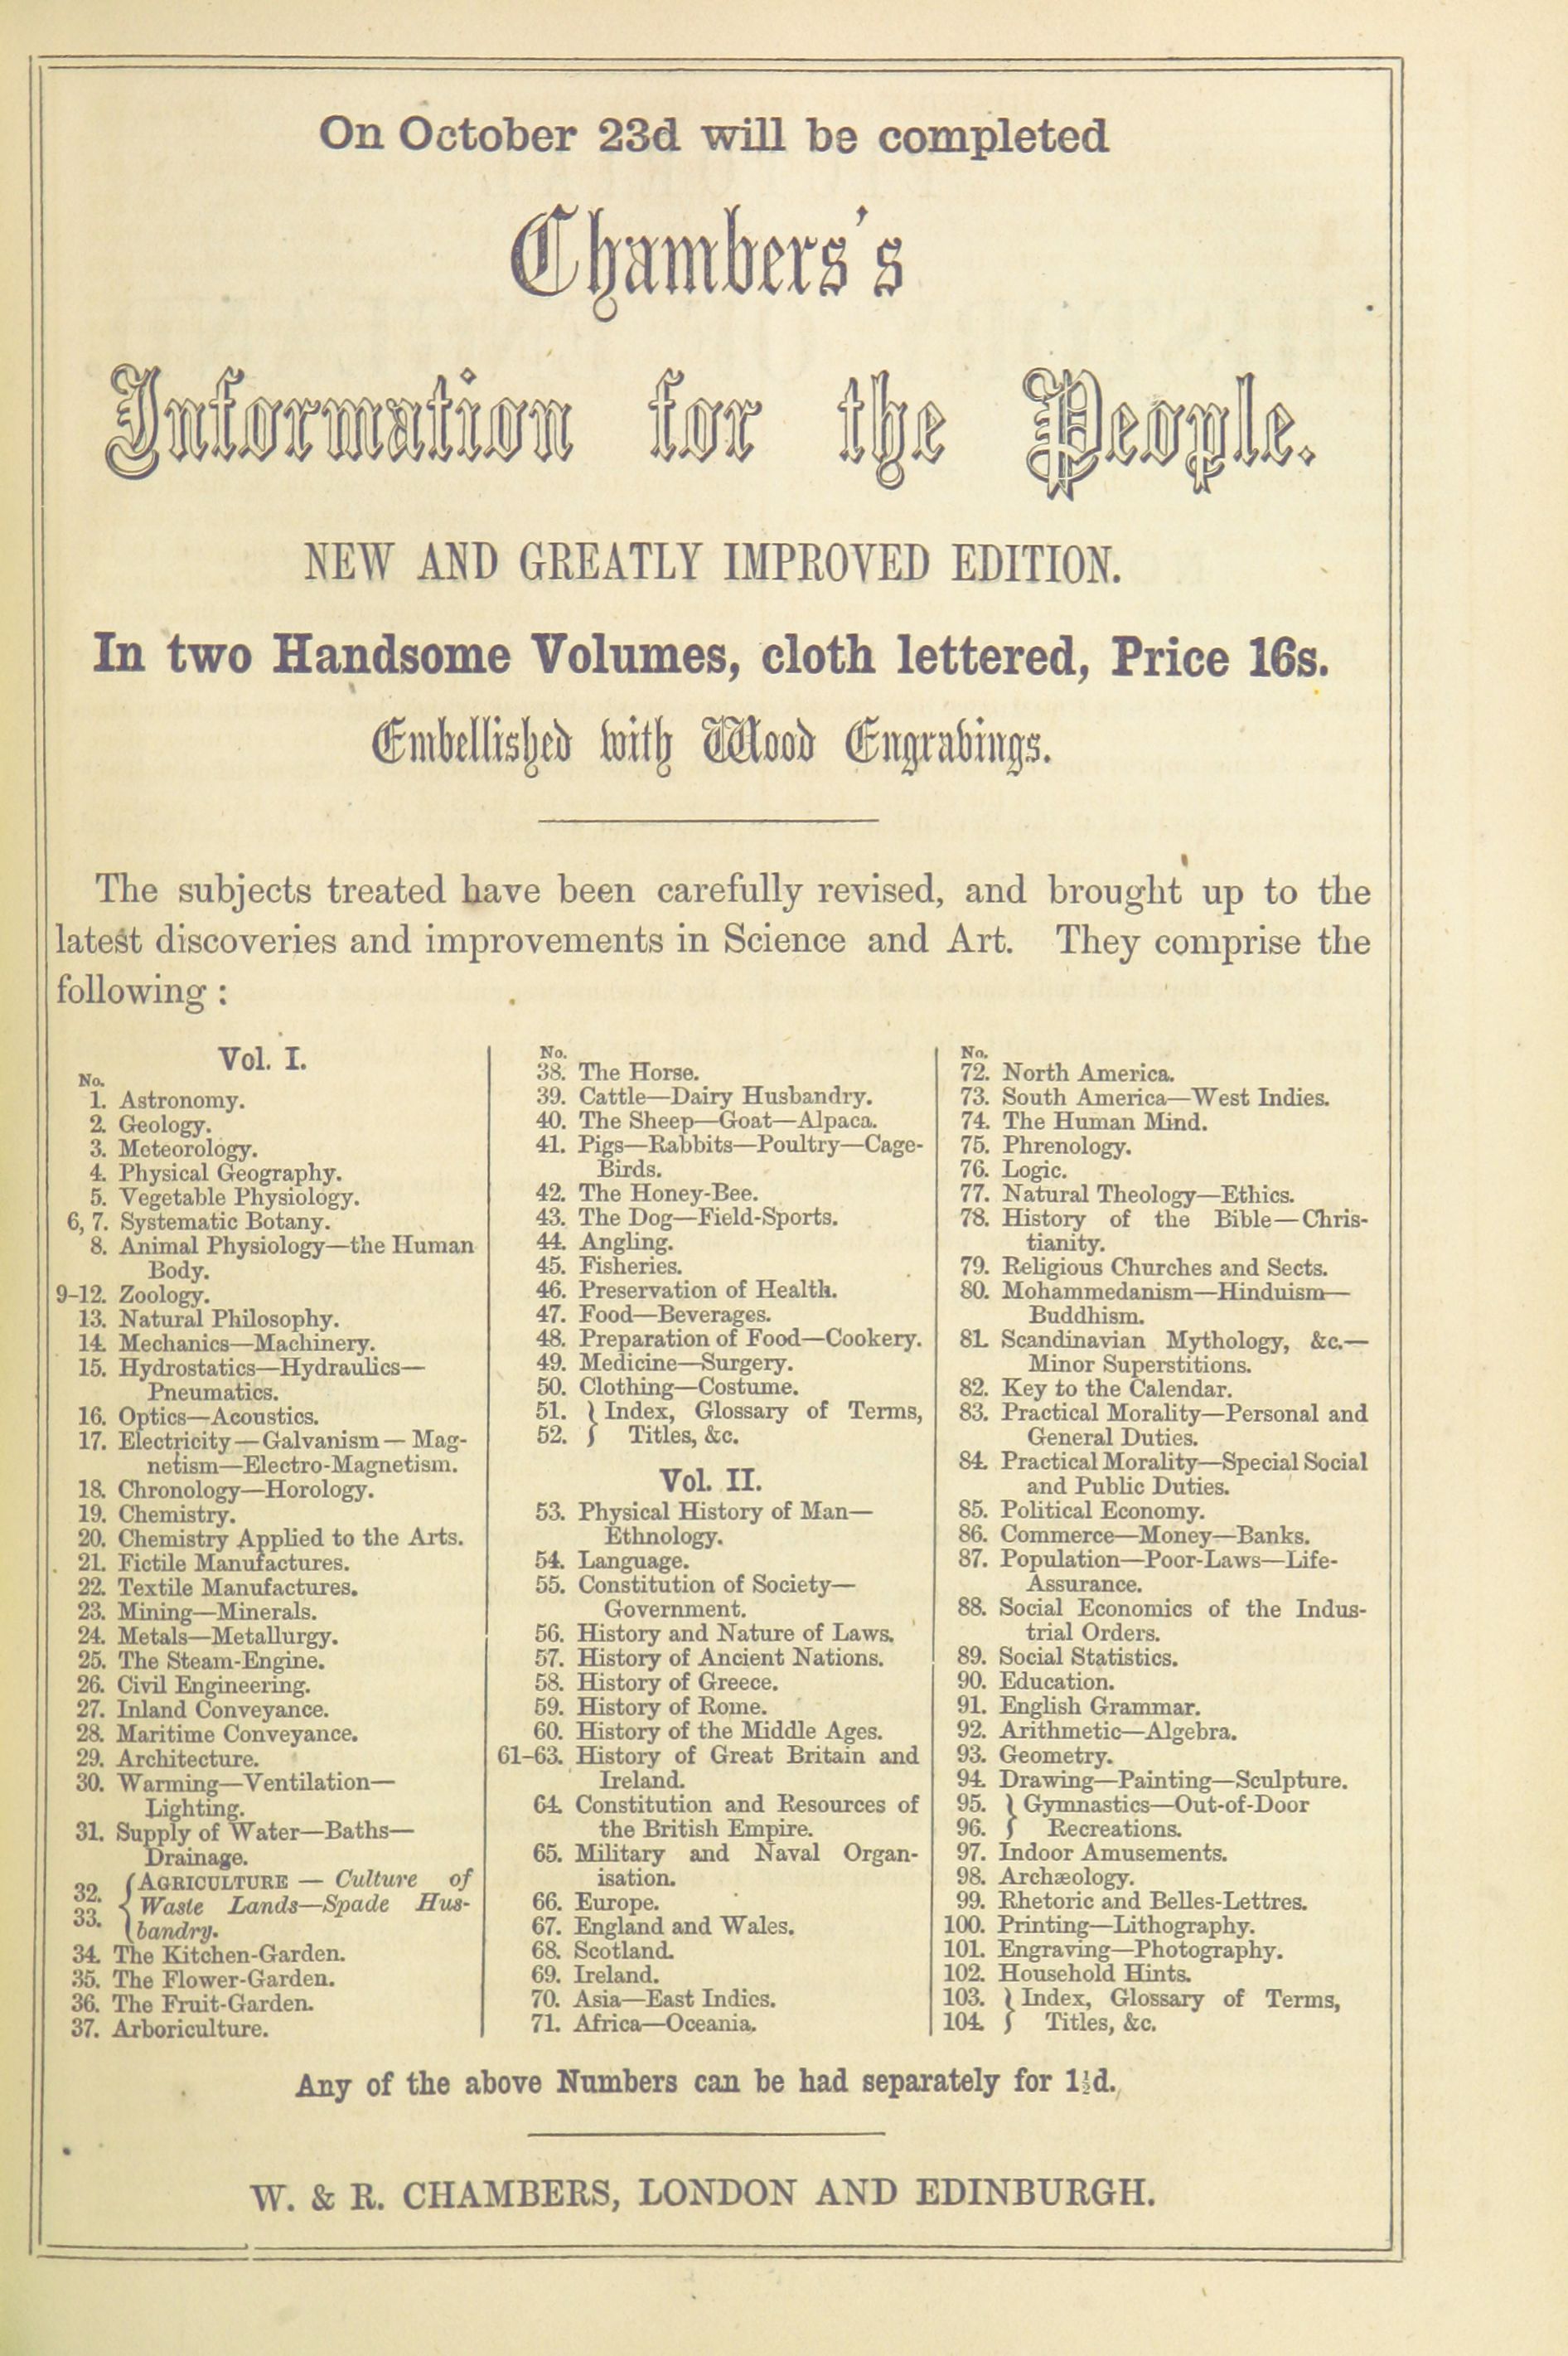 On October 23d will be completed
Chambers's
Information for the People.
NEW AND GREATLY IMPROVED EDITION.
In two Handsome Volumes, cloth lettered, Price 16s.
Embellished with Wood Engravings.
The subjects treated have been carefully revised, and brought up to the
latest discoveries and improvements in Science and Art. They comprise the
following :
Vol. I.
No.
1. Astronomy.
2. Geology.
3. Meteorology.
4. Physical Geography.
5. Vegetable Physiology.
6, 7. Systematic Botany.
8. Animal Physiology—the Human
Body.
9-12. Zoology.
13. Natural Philosophy.
14. Mechanics—Machinery.
15. Hydrostatics—Hydraulics—
Pneumatics.
16. Optics—Acoustics.
17. Electricity—Galvanism—Mag-
netism—Electro-Magnetism.
18. Chronology—Horology.
19. Chemistry.
20. Chemistry Applied to the Arts.
21. Fictile Manufactures.
22. Textile Manufactures.
23. Mining—Minerals.
24. Metals—Metallurgy.
25. The Steam-Engine.
26. Civil Engineering.
27. Inland Conveyance.
28. Maritime Conveyance.
29. Architecture.
30. Warming—Ventilation—
Lighting.
31. Supply of Water—Baths—
Drainage.
32. { AGRICULTURE — Culture of
33. Waste Lands—Spade Hus-
bandry.
34. The Kitchen-Garden.
35. The Flower-Garden.
36. The Fruit-Garden.
37. Arboriculture.
No.
38. The Horse.
39. Cattle—Dairy Husbandry.
40. The Sheep—Goat—Alpaca.
41. Pigs—Rabbits—Poultry—Cage-
Birds.
42. The Honey-Bee.
43. The Dog—Field-Sports.
44. Angling.
45. Fisheries.
46. Preservation of Health.
47. Food—Beverages.
48. Preparation of Food—Cookery.
49. Medicine—Surgery.
50. Clothing—Costume.
51. } Index, Glossary of Terms,
52. Titles, &c.
Vol. II.
53. Physical History of Man—
Ethnology.
54. Language.
55. Constitution of Society—
Government.
56. History and Nature of Laws.
57. History of Ancient Nations.
58. History of Greece.
59. History of Rome.
60. History of the Middle Ages.
61-63. History of Great Britain and
Ireland.
64. Constitution and Resources of
the British Empire.
65. Military and Naval Organ-
isation.
66. Europe.
67. England and Wales.
68. Scotland.
69. Ireland.
70. Asia—East Indies.
71. Africa—Oceania.
No.
72. North America.
73. South America—West Indies.
74. The Human Mind.
75. Phrenology.
76. Logic.
77. Natural Theology—Ethics.
78. History of the Bible—Chris-
tianity.
79. Religious Churches and Sects.
80. Mohammedanism—Hinduism—
Buddhism.
81. Scandinavian Mythology, &c.—
Minor Superstitions.
82. Key to the Calendar.
83. Practical Morality—Personal and
General Duties.
84. Practical Morality—Special Social
and Public Duties.
85. Political Economy.
86. Commerce—Money—Banks.
87. Population—Poor-Laws—Life-
Assurance.
88. Social Economics of the Indus-
trial Orders.
89. Social Statistics.
90. Education.
91. English Grammar.
92. Arithmetic—Algebra.
93. Geometry.
94. Drawing—Painting—Sculpture.
95. } Gymnastics—Out-of-Door
96. Recreations.
97. Indoor Amusements.
98. Archæology.
99. Rhetoric and Belles-Lettres.
100. Printing—Lithography.
101. Engraving—Photography.
102. Household Hints.
103. } Index, Glossary of Terms,
104. Titles, &c.
Any of the above Numbers can be had separately for 1½d.
W. & R. CHAMBERS, LONDON AND EDINBURGH.